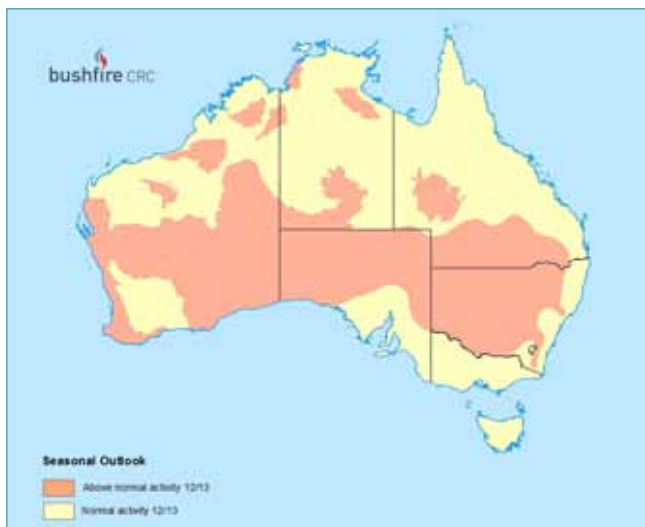 bushfire CRC
Seasonal Outlook
Above normal activity 12/13
Normal activity 12/13